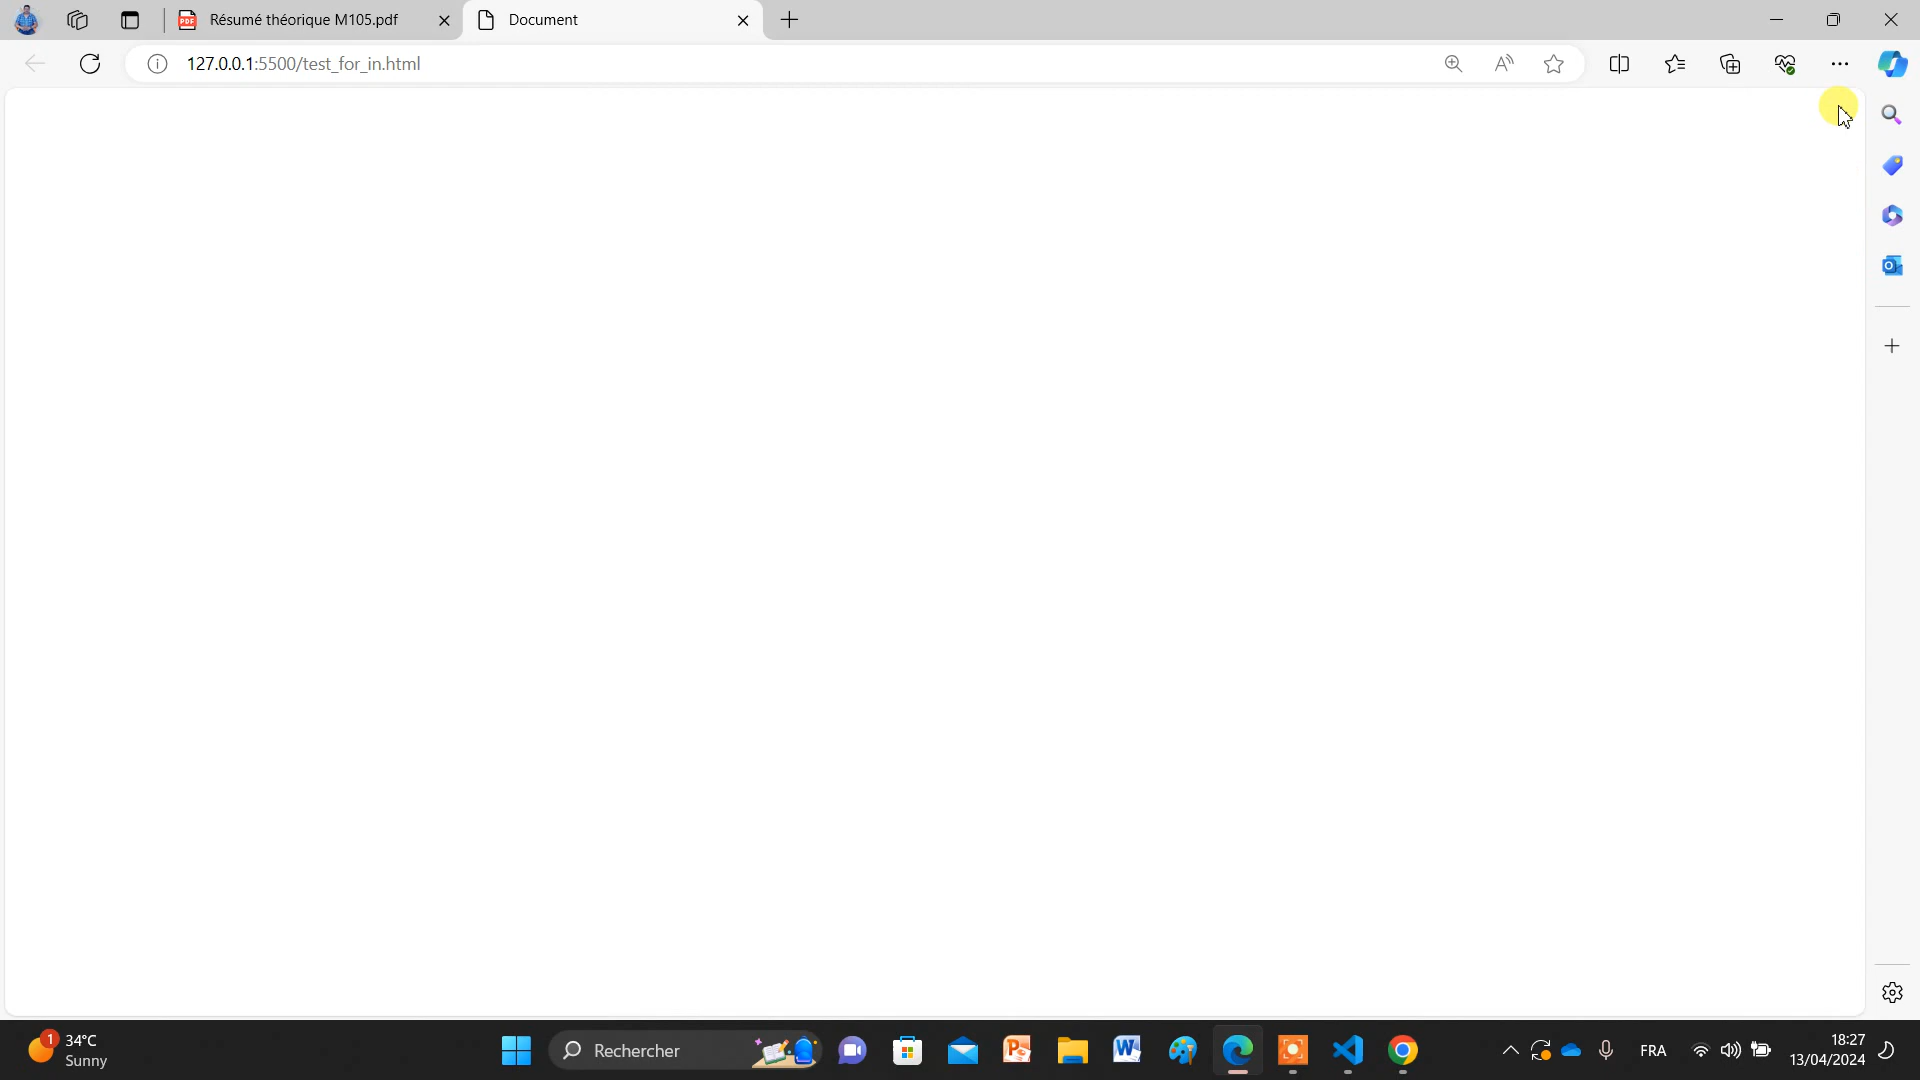 Résumé théorique M105.pdf
Document
127.0.0.1:5500/test_for_in.html
34°C
Sunny
Rechercher
FRA
18:27
13/04/2024